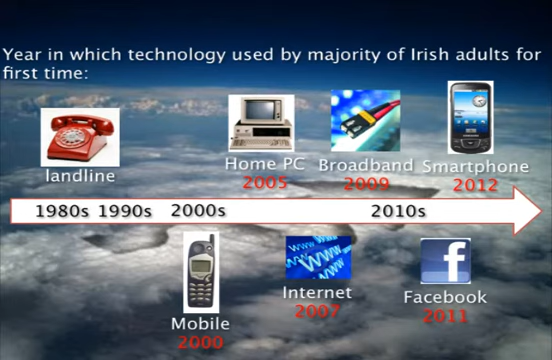 Year in which technology used by majority of Irish adults for
first time:
landline
Home PC
2005
Broadband
2009
Smartphone
2012
1980s 1990s 2000s 2010s
Mobile
2000
www
Internet
2007
f
Facebook
2011